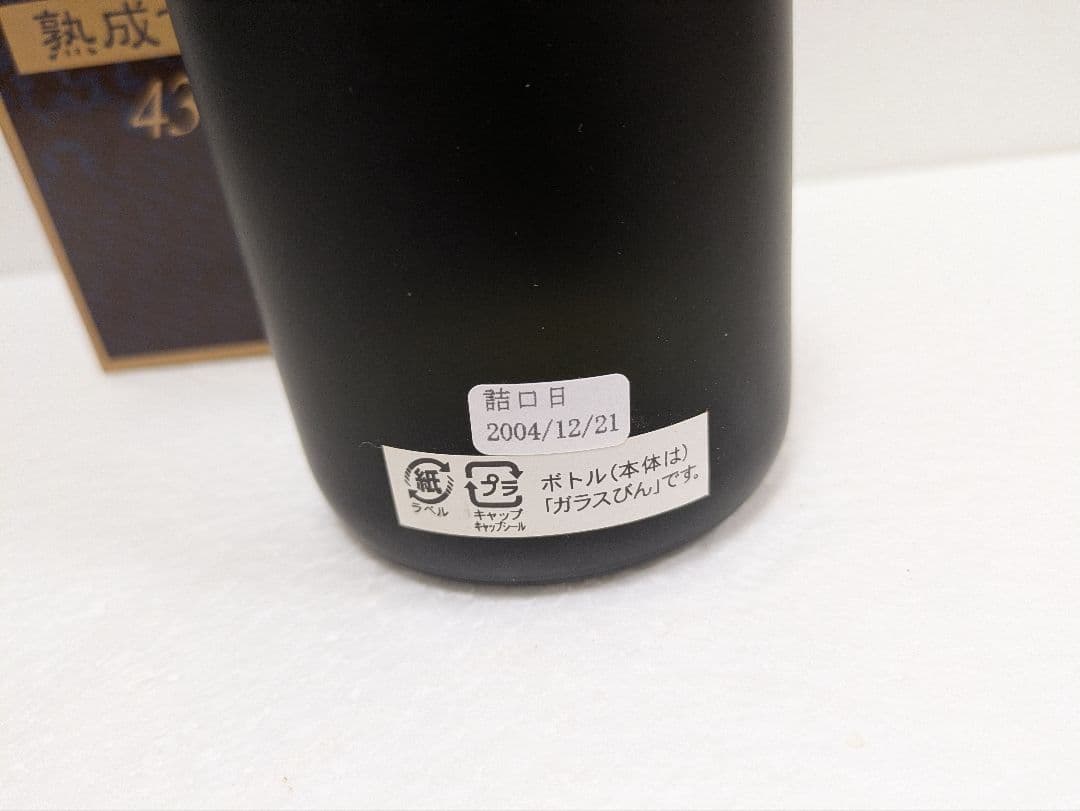 熟成
43
詰口日
2004/12/21
紙
ラベル
プラ
キャップ
キャップシール
ボトル(本体は)
「ガラスびん」です。